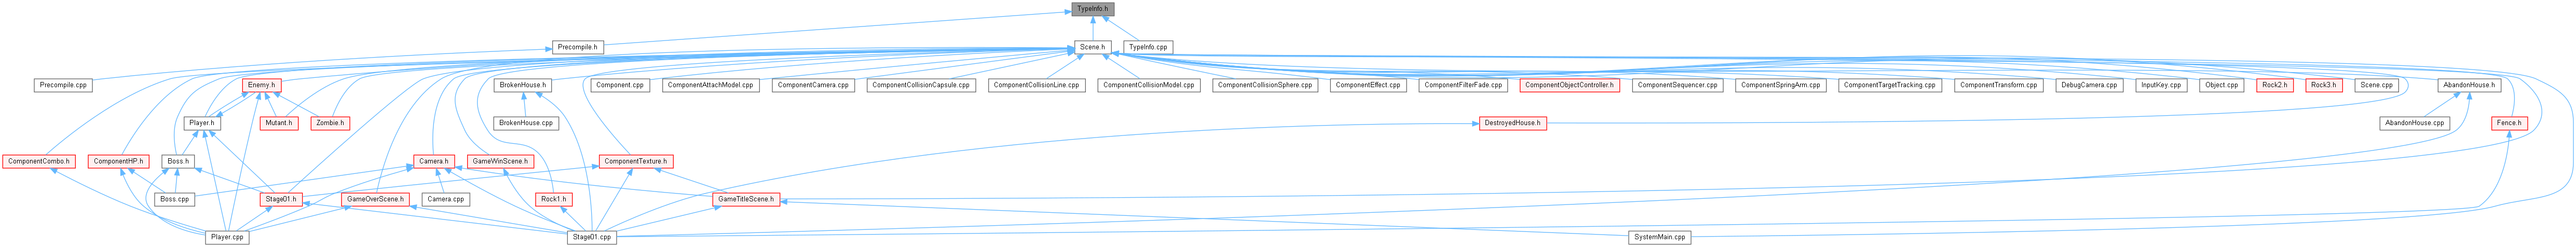 TypeInfo.h
Precompile.h
Scene.h
TypeInfo.cpp
Precompile.cpp
Enemy.h
BrokenHouse.h
Component.cpp
ComponentAttachModel.cpp
ComponentCamera.cpp
ComponentCollisionCapsule.cpp
ComponentCollisionLine.cpp
ComponentCollisionModel.cpp
ComponentCollisionSphere.cpp
ComponentEffect.cpp
ComponentFilterFade.cpp
ComponentObjectController.h
ComponentSequencer.cpp
ComponentSpringArm.cpp
ComponentTargetTracking.cpp
ComponentTransform.cpp
DebugCamera.cpp
InputKey.cpp
Object.cpp
Rock2.h
Rock3.h
Scene.cpp
AbandonHouse.h
Player.h
Mutant.h
Zombie.h
BrokenHouse.cpp
DestroyedHouse.h
AbandonHouse.cpp
Fence.h
ComponentCombo.h
ComponentHP.h
Boss.h
Camera.h
GameWinScene.h
ComponentTexture.h
Boss.cpp
Stage01.h
GameOverScene.h
Camera.cpp
Rock1.h
GameTitleScene.h
Player.cpp
Stage01.cpp
SystemMain.cpp